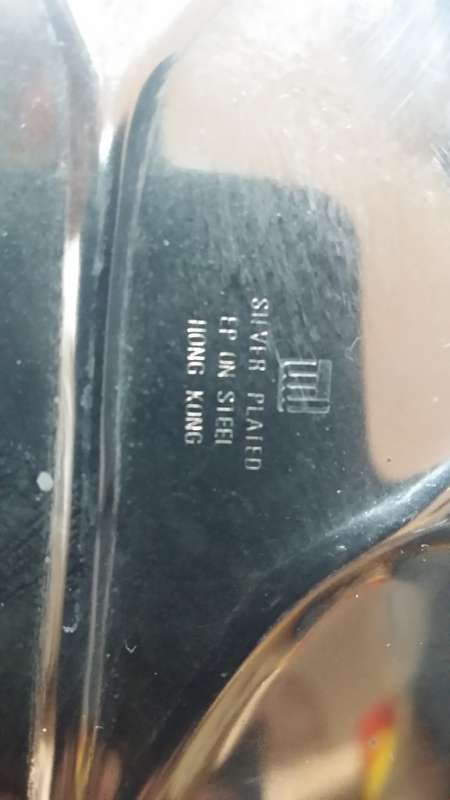 SILVER PLATED
EP ON STEEL
HONG KONG